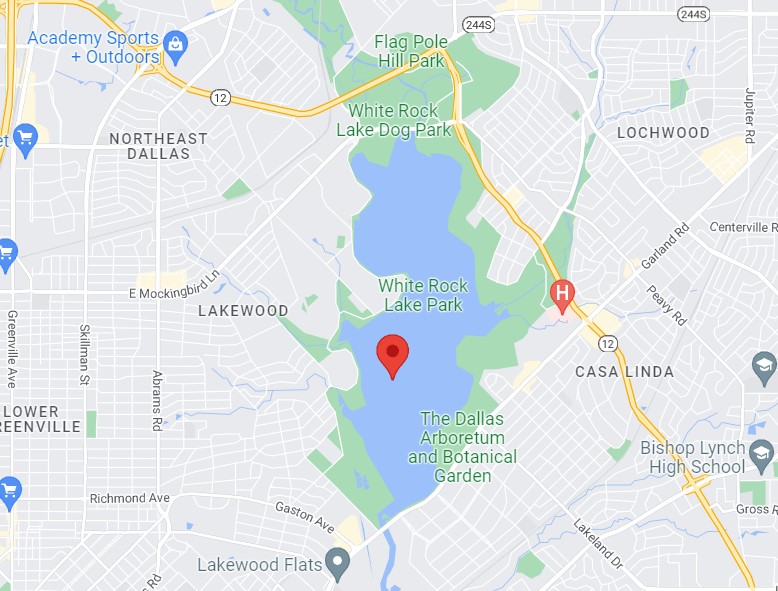 244S
244S
Academy Sports
+ Outdoors
Flag Pole
Hill Park
12
White Rock
Lake Dog Park
Jupiter Rd
et
NORTHEAST
DALLAS
LOCHWOOD
Centerville R
Garland Rd
E Mockingbird Ln
White Rock
Lake Park
H
Peavy Rd
LAKEWOOD
Greenville Ave
Skillman St
12
Abrams Rd
CASA LINDA
LOWER
REENVILLE
The Dallas
Arboretum
and Botanical
Garden
Bishop Lynch
High School
Richmond Ave
Gaston Ave
Gross R
Lakeland Dr
Lakewood Flats
s Rd